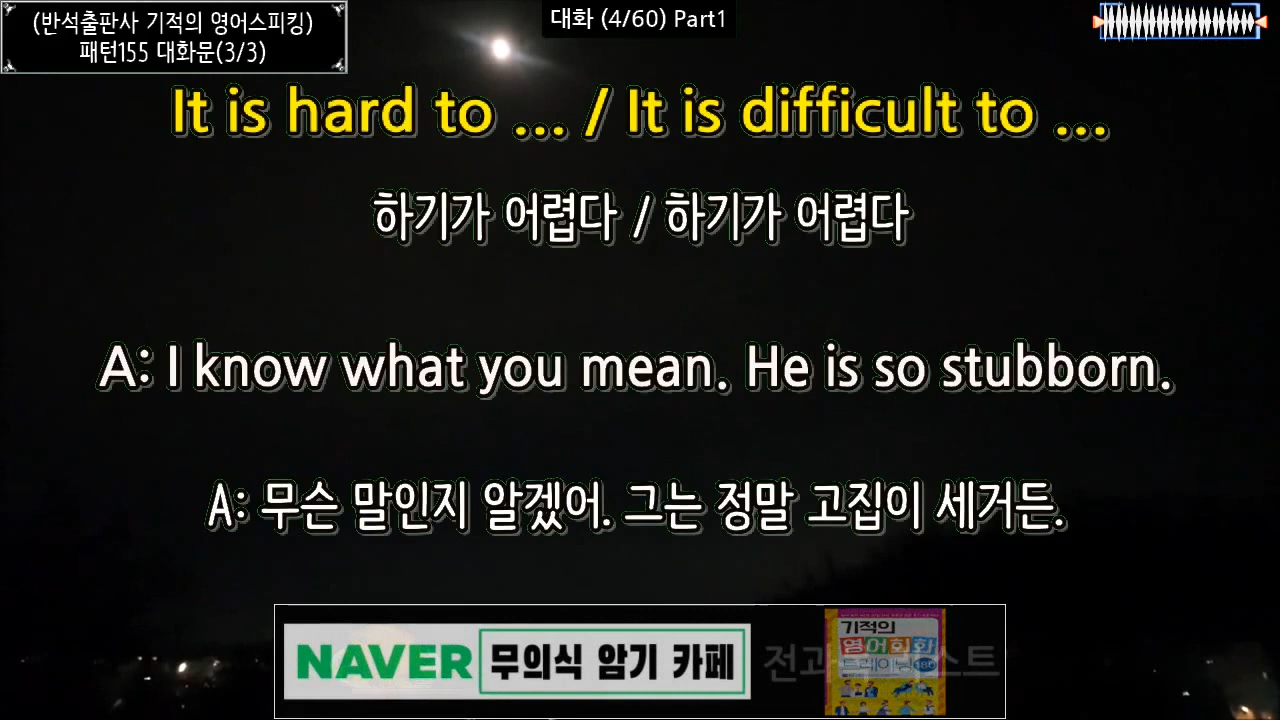 (반석출판사 기적의 영어스피킹)
패턴155 대화문(3/3)
대화 (4/60) Part1
It is hard to ... / It is difficult to ...
하기가 어렵다 / 하기가 어렵다
A: I know what you mean. He is so stubborn.
A: 무슨 말인지 알겠어. 그는 정말 고집이 세거든.
NAVER 무의식 암기 카페
기적의
영어회화